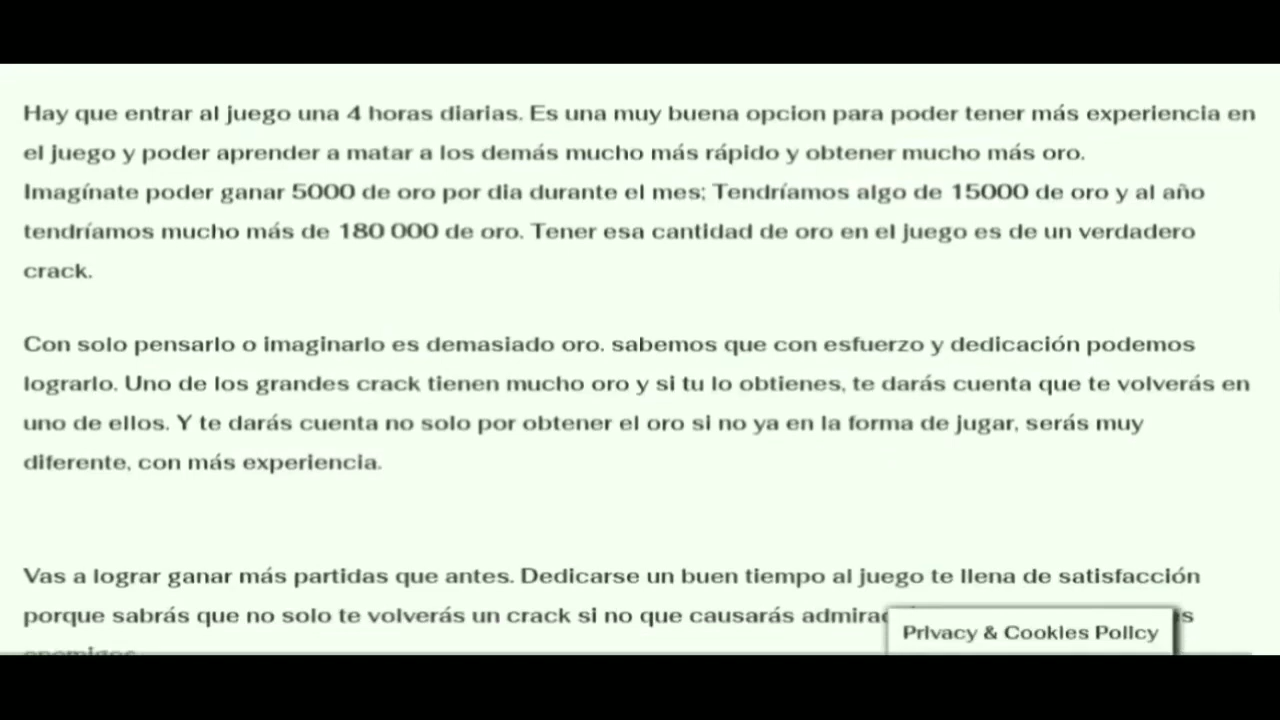 Hay que entrar al juego una 4 horas diarias. Es una muy buena opcion para poder tener más experiencia en
el juego y poder aprender a matar a los demás mucho más rápido y obtener mucho más oro.
Imagínate poder ganar 5000 de oro por dia durante el mes; Tendríamos algo de 15000 de oro y al año
tendríamos mucho más de 180 000 de oro. Tener esa cantidad de oro en el juego es de un verdadero
crack.
Con solo pensarlo o imaginarlo es demasiado oro. sabemos que con esfuerzo y dedicación podemos
lograrlo. Uno de los grandes crack tienen mucho oro y si tu lo obtienes, te darás cuenta que te volverás en
uno de ellos. Y te darás cuenta no solo por obtener el oro si no ya en la forma de jugar, serás muy
diferente, con más experiencia.
Vas a lograr ganar más partidas que antes. Dedicarse un buen tiempo al juego te llena de satisfacción
porque sabrás que no solo te volverás un crack si no que causarás
Privacy & Cookies Policy